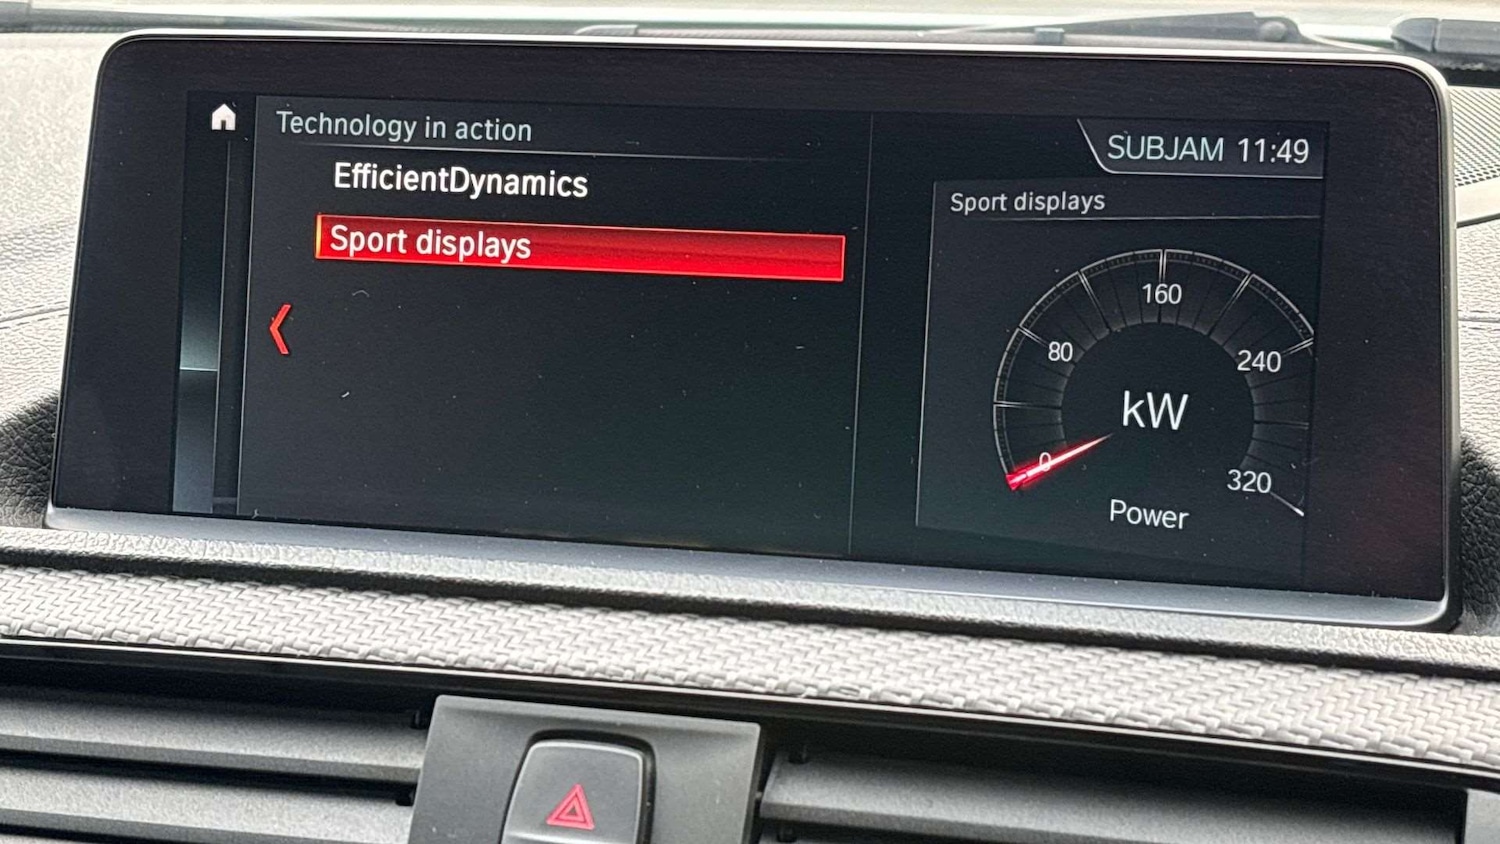 Technology in action
EfficientDynamics
Sport displays
SUBJAM 11:49
Sport displays
160
80
240
kW
0
320
Power